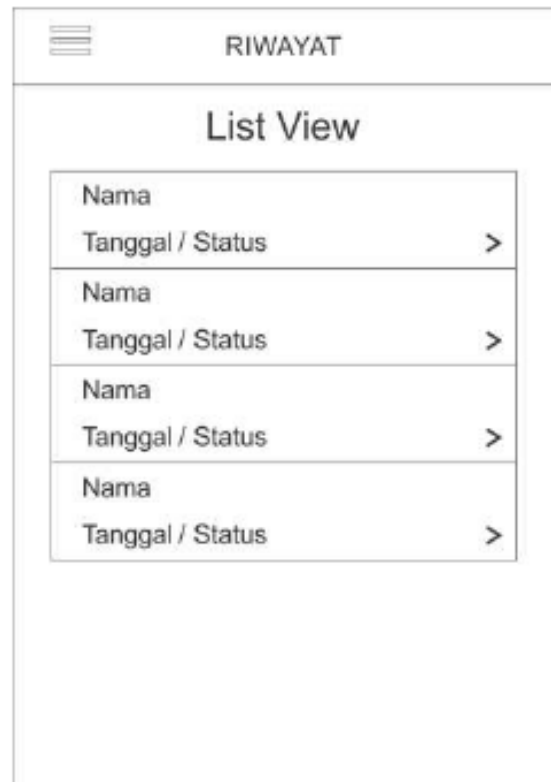 RIWAYAT
List View
Nama
Tanggal / Status >
Nama
Tanggal / Status >
Nama
Tanggal / Status >
Nama
Tanggal / Status >